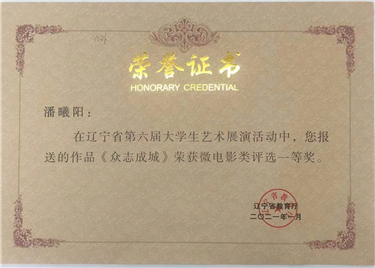 荣誉证书
HONORARY CREDENTIAL
潘曦阳：
在辽宁省第六届大学生艺术展演活动中，您报
送的作品《众志成城》荣获微电影类评选一等奖。
辽宁省教育厅
二〇二一年一月